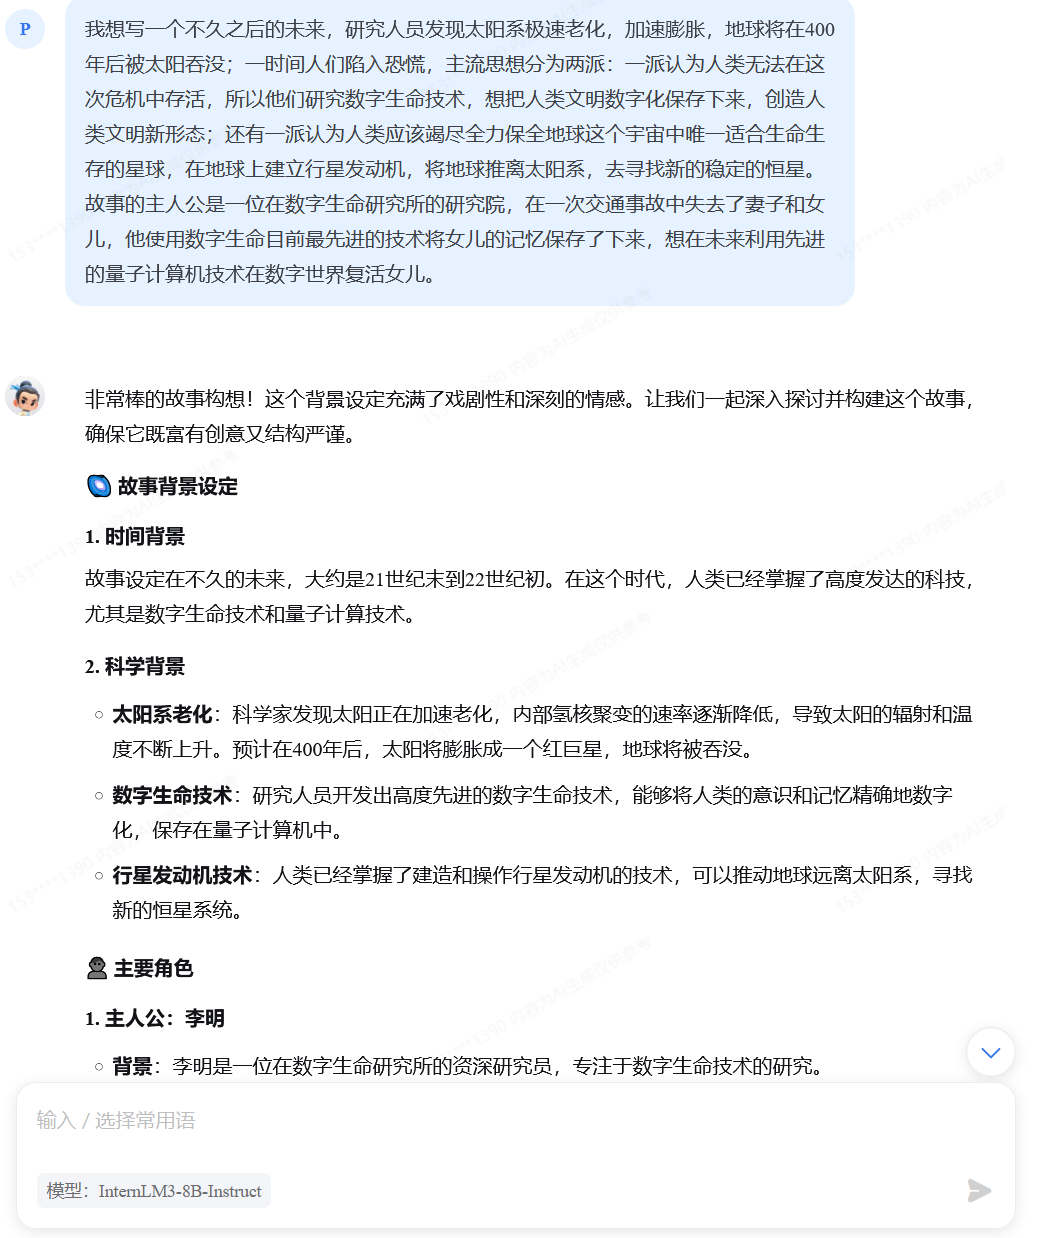 P
我想写一个不久之后的未来，研究人员发现太阳系极速老化，加速膨胀，地球将在400
年后被太阳吞没；一时间人们陷入恐慌，主流思想分为两派：一派认为人类无法在这
次危机中存活，所以他们研究数字生命技术，想把人类文明数字化保存下来，创造人
类文明新形态；还有一派认为人类应该竭尽全力保全地球这个宇宙中唯一适合生命生
存的星球，在地球上建立行星发动机，将地球推离太阳系，去寻找新的稳定的恒星。
故事的主人公是一位在数字生命研究所的研究院，在一次交通事故中失去了妻子和女
儿，他使用数字生命目前最先进的技术将女儿的记忆保存了下来，想在未来利用先进
的量子计算机技术在数字世界复活女儿。
非常棒的故事构想！这个背景设定充满了戏剧性和深刻的情感。让我们一起深入探讨并构建这个故事，
确保它既富有创意又结构严谨。
故事背景设定
1. 时间背景
故事设定在不久的未来，大约是21世纪末到22世纪初。在这个时代，人类已经掌握了高度发达的科技，
尤其是数字生命技术和量子计算技术。
2. 科学背景
太阳系老化：科学家发现太阳正在加速老化，内部氢核聚变的速率逐渐降低，导致太阳的辐射和温
度不断上升。预计在400年后，太阳将膨胀成一个红巨星，地球将被吞没。
数字生命技术：研究人员开发出高度先进的数字生命技术，能够将人类的意识和记忆精确地数字
化，保存在量子计算机中。
行星发动机技术：人类已经掌握了建造和操作行星发动机的技术，可以推动地球远离太阳系，寻找
新的恒星系统。
主要角色
1. 主人公：李明
背景：李明是一位在数字生命研究所的资深研究员，专注于数字生命技术的研究。
输入 / 选择常用语
模型：InternLM3-8B-Instruct
153****1390 内容为AI生成仅供参考